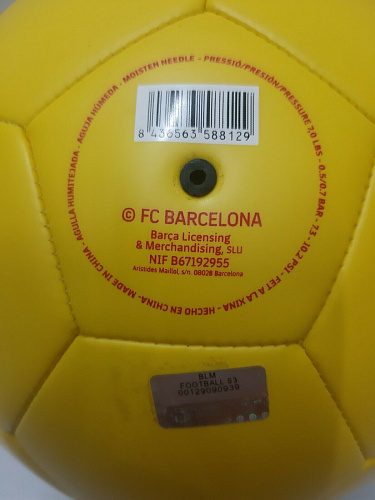 AGULLA HUMITEJADA - AGUJA HÚMEDA - MOISTEN NEEDLE - PRESSIÓ/PRESIÓN/PRESSURE 7,0 LBS - 0.5/0.7 BAR - 7.3 - 10.2 PSI - FET A LA XINA - HECHO EN CHINA - MADE IN CHINA -
8 436563 588129
© FC BARCELONA
Barça Licensing
& Merchandising, SLU
NIF B67192955
Arístides Maillol, s/n. 08028 Barcelona
BLM
FOOTBALL S3
00129090939